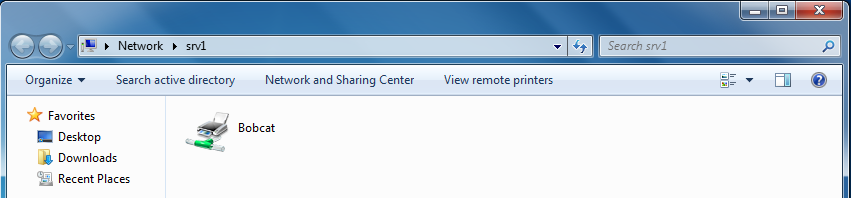 Network srv1 Search srv1
Organize Search active directory Network and Sharing Center View remote printers
Favorites
Desktop
Downloads
Recent Places
Bobcat